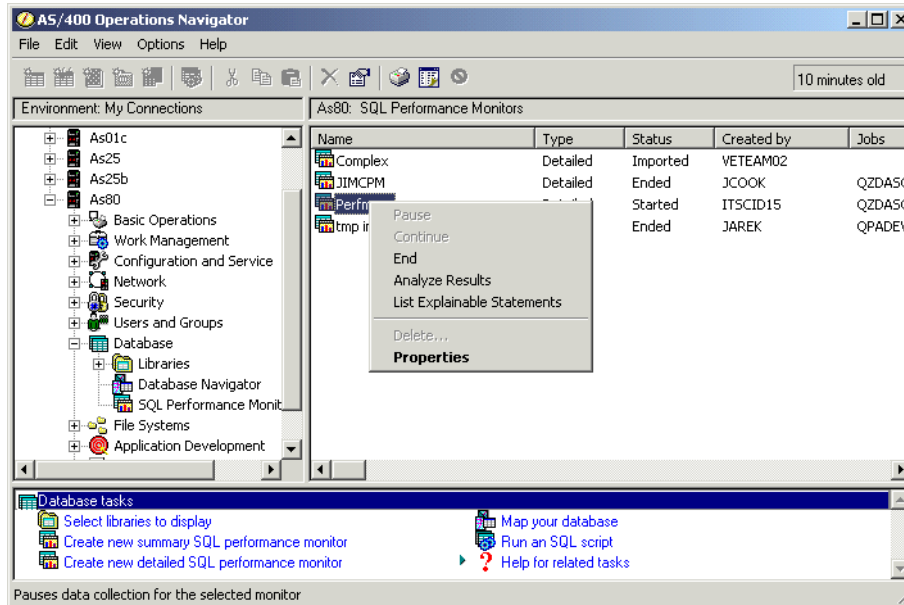 AS/400 Operations Navigator
File Edit View Options Help
10 minutes old
Environment: My Connections
As80: SQL Performance Monitors
As01c
As25
As25b
As80
Basic Operations
Work Management
Configuration and Service
Network
Security
Users and Groups
Database
Libraries
Database Navigator
SQL Performance Monit
File Systems
Application Development
Name Type Status Created by Jobs
Complex Detailed Imported VETEAM02
JIMCPM Detailed Ended JCOOK QZDAS
Perfm Started ITSCID15 QZDAS
tmp Ended JAREK QPADE
Pause
Continue
End
Analyze Results
List Explainable Statements
Delete...
Properties
Database tasks
Select libraries to display
Create new summary SQL performance monitor
Create new detailed SQL performance monitor
Map your database
Run an SQL script
? Help for related tasks
Pauses data collection for the selected monitor